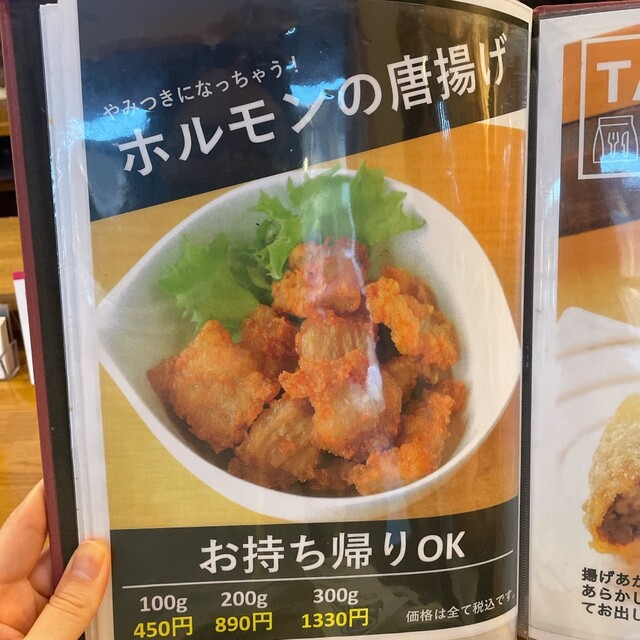 やみつきになっちゃう!
ホルモンの唐揚げ
お持ち帰りOK
100g 200g 300g
450円 890円 1330円
価格は全て税込です。
TA
揚げあが
あらかじ
てお出し